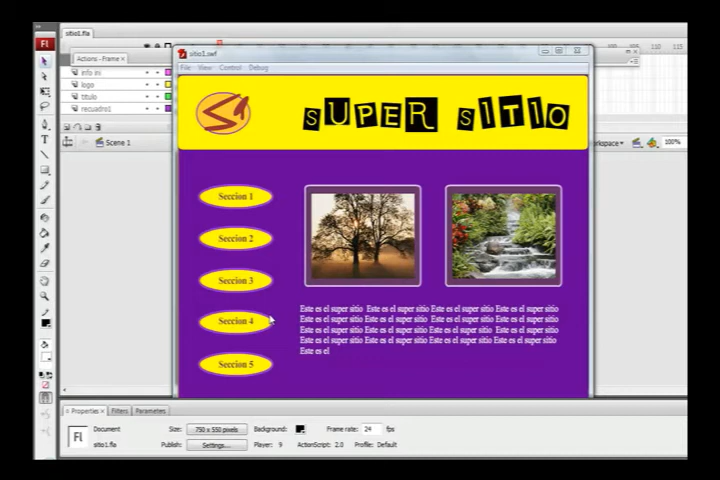 sitio1.fla
Fl
Actions - Frame ×
sitio1.swf
105 110 115
File View Control Debug
info ini
logo
titulo
recuadro1
SUPER SITIO
Scene 1
100%
Seccion 1
Seccion 2
Seccion 3
Seccion 4
Seccion 5
Este es el super sitio Este es el super sitio Este es el super sitio Este es el super sitio
Este es el super sitio Este es el super sitio Este es el super sitio Este es el super sitio
Este es el super sitio Este es el super sitio Este es el super sitio Este es el super sitio
Este es el super sitio Este es el super sitio Este es el super sitio Este es el super sitio
Este es el
Properties × Filters Parameters
Fl
Document Size: 750 x 550 pixels Background: Frame rate: 24 fps
sitio1.fla Publish: Settings... Player: 9 ActionScript: 2.0 Profile: Default